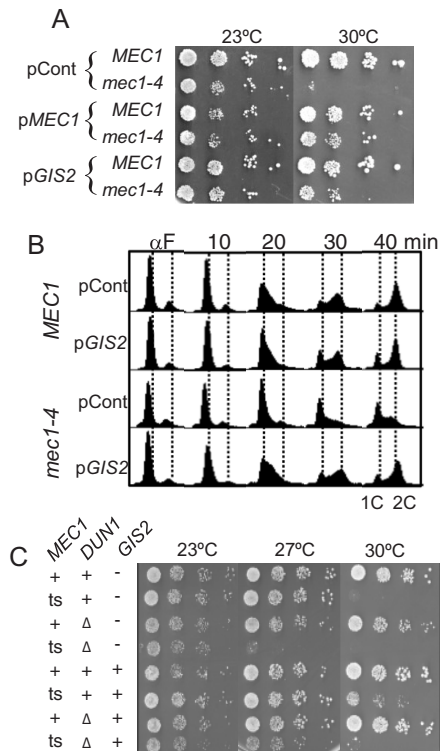 A
23ºC 30ºC
pCont { MEC1
mec1-4
pMEC1 { MEC1
mec1-4
pGIS2 { MEC1
mec1-4
B
αF 10 20 30 40 min
MEC1
pCont
pGIS2
mec1-4
pCont
pGIS2
1C 2C
C
MEC1 DUN1 GIS2
23ºC 27ºC 30ºC
+ + -
ts + -
+ Δ -
ts Δ -
+ + +
ts + +
+ Δ +
ts Δ +